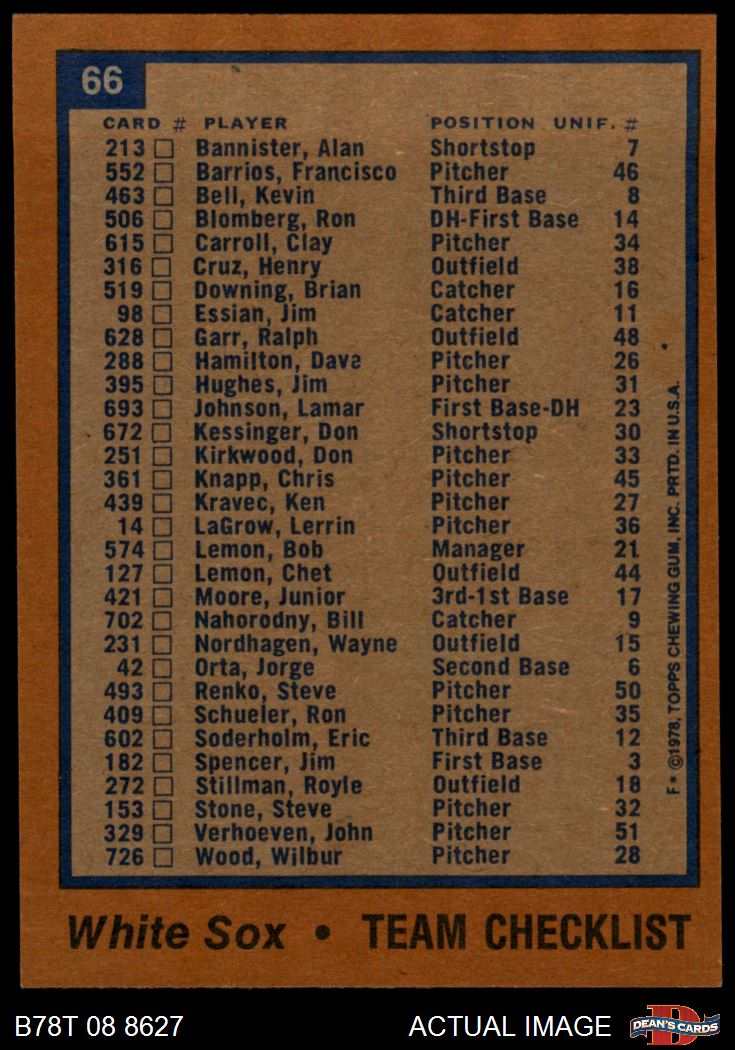 66
CARD # PLAYER POSITION UNIF. #
213 Bannister, Alan Shortstop 7
552 Barrios, Francisco Pitcher 46
463 Bell, Kevin Third Base 8
506 Blomberg, Ron DH-First Base 14
615 Carroll, Clay Pitcher 34
316 Cruz, Henry Outfield 38
519 Downing, Brian Catcher 16
98 Essian, Jim Catcher 11
628 Garr, Ralph Outfield 48
288 Hamilton, Dave Pitcher 26
395 Hughes, Jim Pitcher 31
693 Johnson, Lamar First Base-DH 23
672 Kessinger, Don Shortstop 30
251 Kirkwood, Don Pitcher 33
361 Knapp, Chris Pitcher 45
439 Kravec, Ken Pitcher 27
14 LaGrow, Lerrin Pitcher 36
574 Lemon, Bob Manager 21
127 Lemon, Chet Outfield 44
421 Moore, Junior 3rd-1st Base 17
702 Nahorodny, Bill Catcher 9
231 Nordhagen, Wayne Outfield 15
42 Orta, Jorge Second Base 6
493 Renko, Steve Pitcher 50
409 Schueler, Ron Pitcher 35
602 Soderholm, Eric Third Base 12
182 Spencer, Jim First Base 3
272 Stillman, Royle Outfield 18
153 Stone, Steve Pitcher 32
329 Verhoeven, John Pitcher 51
726 Wood, Wilbur Pitcher 28
F* ©1978, TOPPS CHEWING GUM, INC. PRTD. IN U.S.A.
White Sox • TEAM CHECKLIST
B78T 08 8627 ACTUAL IMAGE
D
DEAN'S CARDS